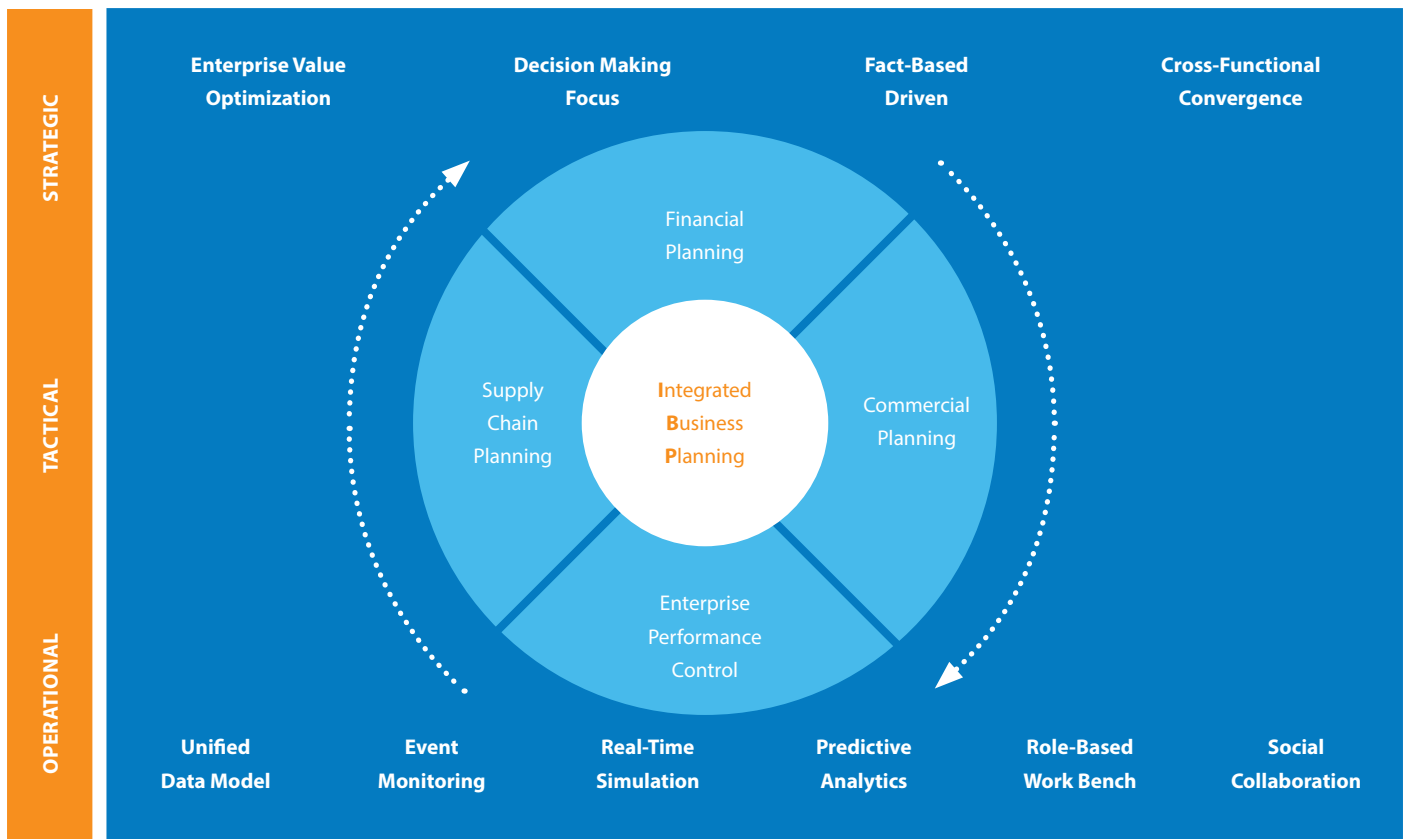 STRATEGIC
TACTICAL
OPERATIONAL
Enterprise Value
Optimization
Decision Making
Focus
Fact-Based
Driven
Cross-Functional
Convergence
Financial
Planning
Supply
Chain
Planning
Integrated
Business
Planning
Commercial
Planning
Enterprise
Performance
Control
Unified
Data Model
Event
Monitoring
Real-Time
Simulation
Predictive
Analytics
Role-Based
Work Bench
Social
Collaboration